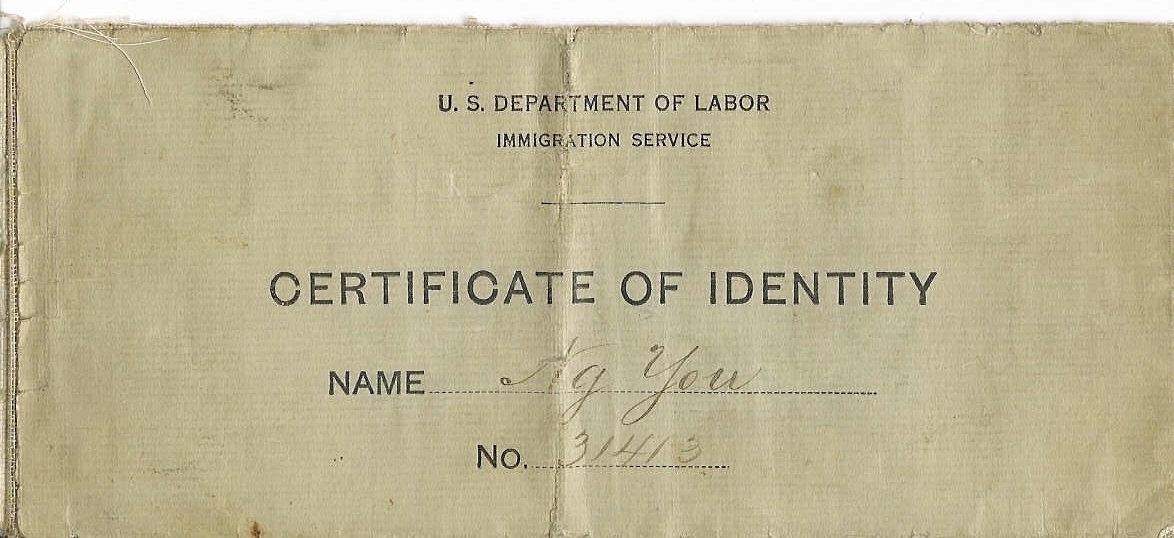 U. S. DEPARTMENT OF LABOR
IMMIGRATION SERVICE
CERTIFICATE OF IDENTITY
NAME Ng You
No. 31413